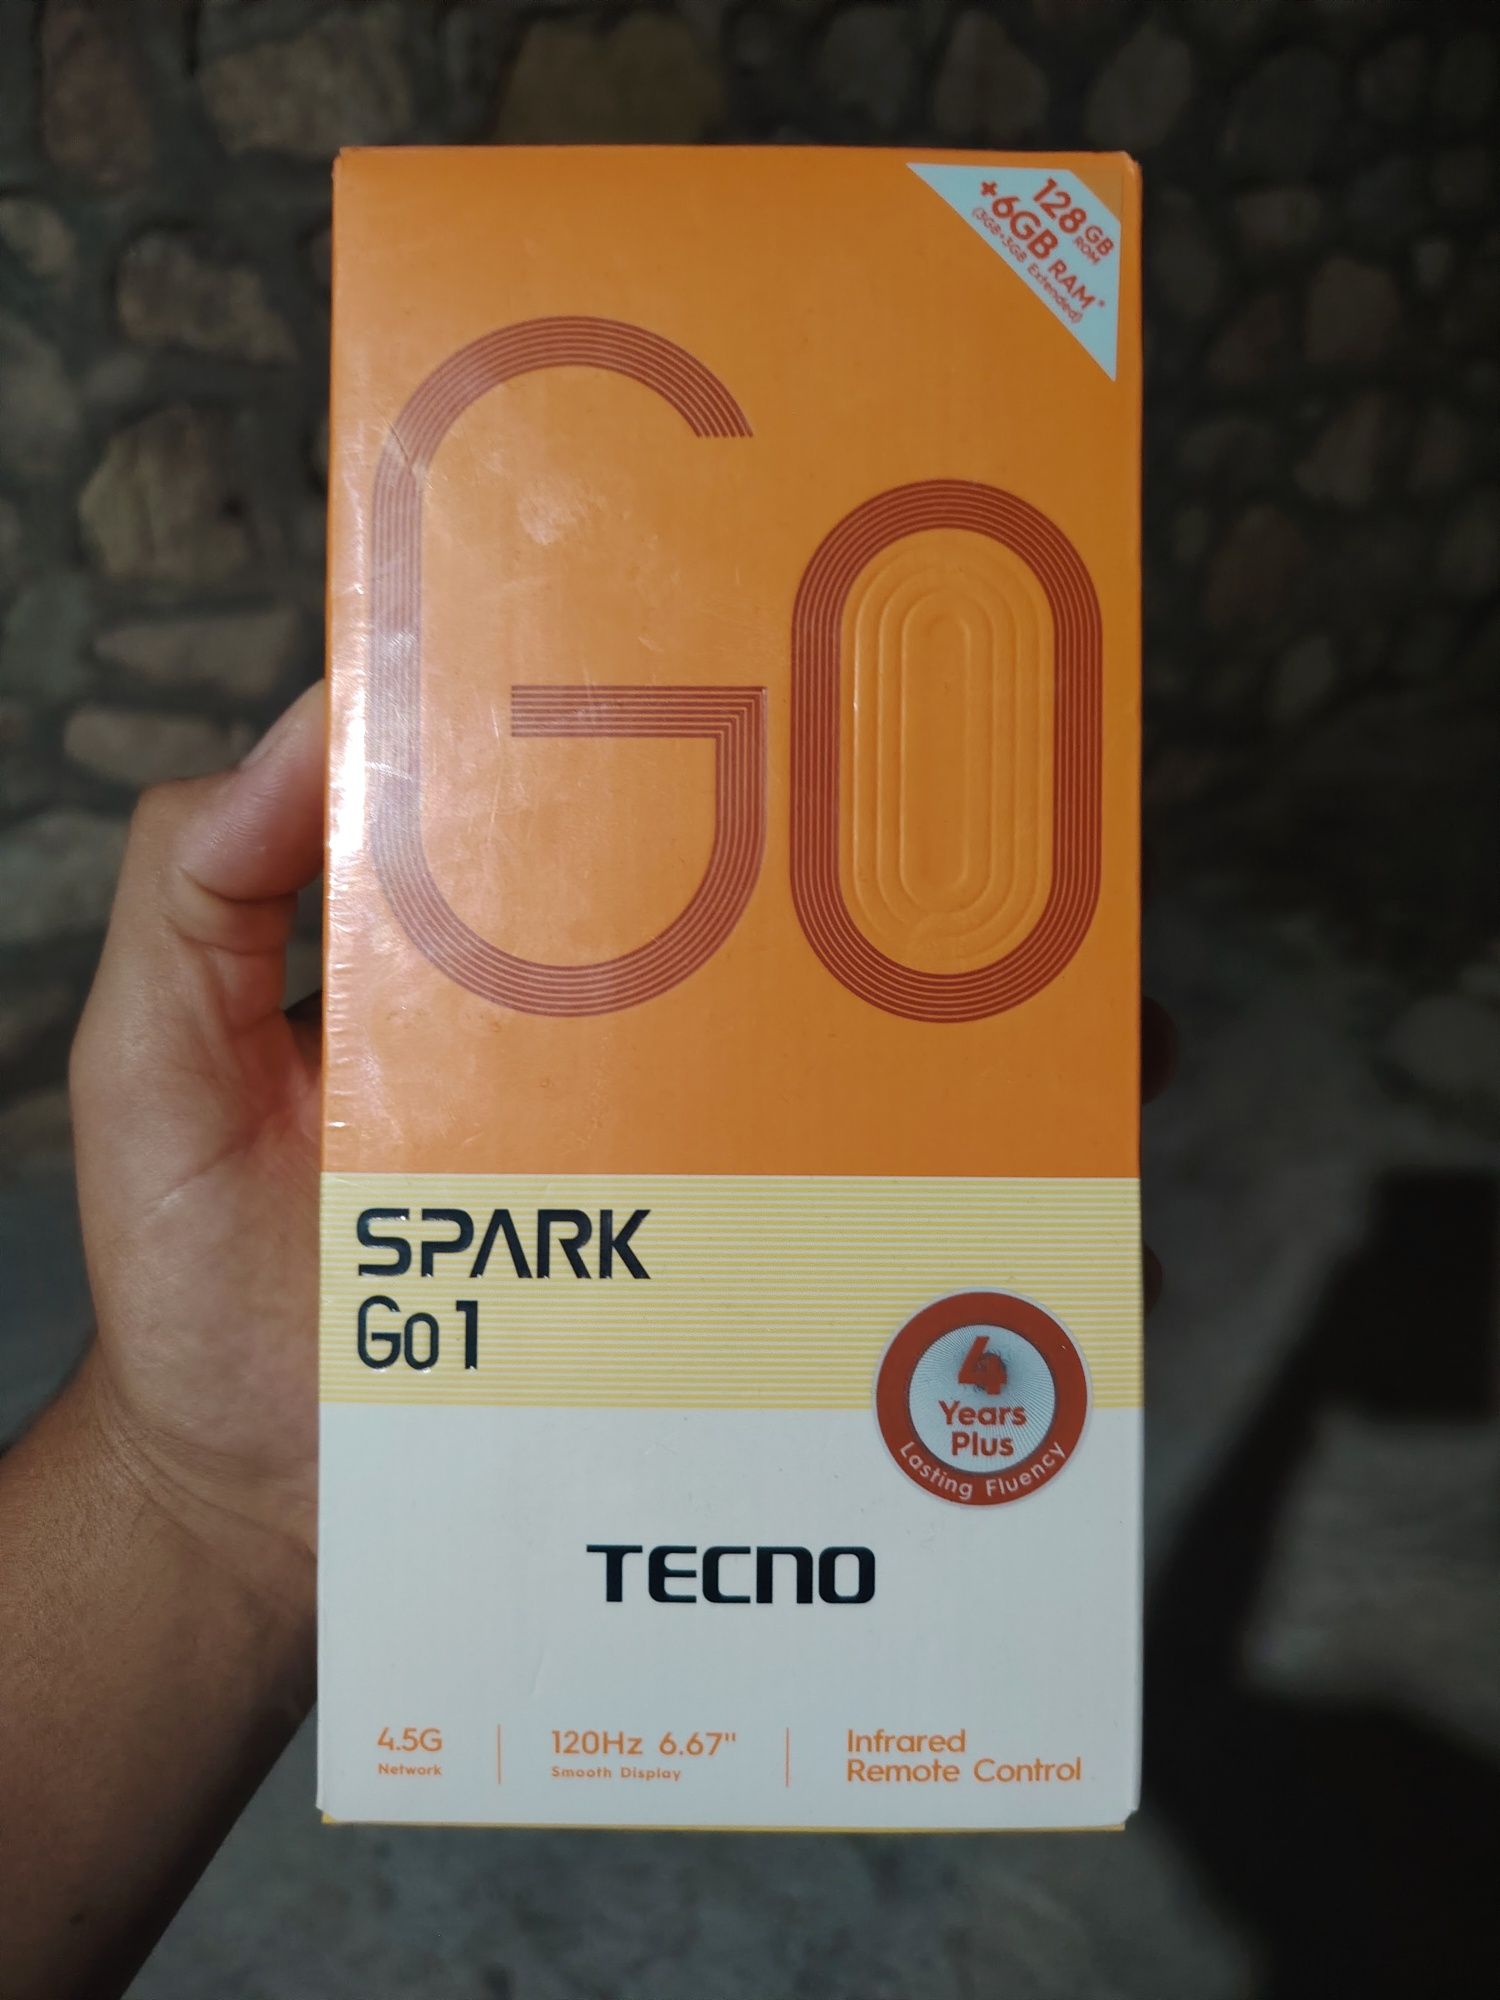 128GB
ROM
+6GB RAM*
(3GB+3GB Extended)
Go
SPARK
Go 1
4
Years
Plus
Lasting Fluency
TECNO
4.5G
Network
120Hz 6.67"
Smooth Display
Infrared
Remote Control